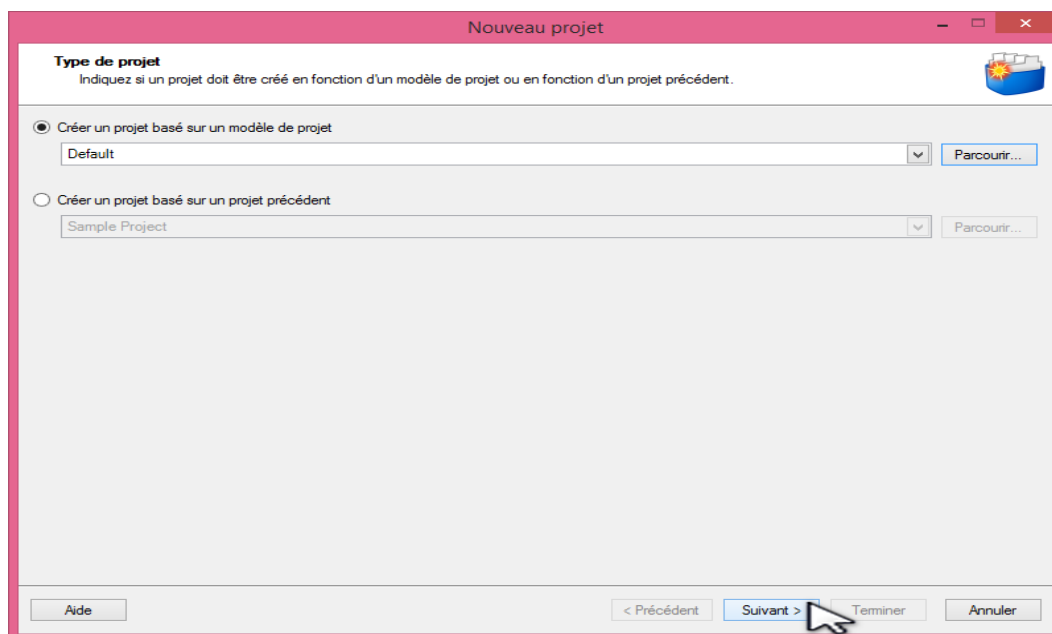 Nouveau projet
Type de projet
Indiquez si un projet doit être créé en fonction d'un modèle de projet ou en fonction d'un projet précédent.
Créer un projet basé sur un modèle de projet
Default
Parcourir...
Créer un projet basé sur un projet précédent
Sample Project
Parcourir...
Aide
< Précédent
Suivant >
Terminer
Annuler